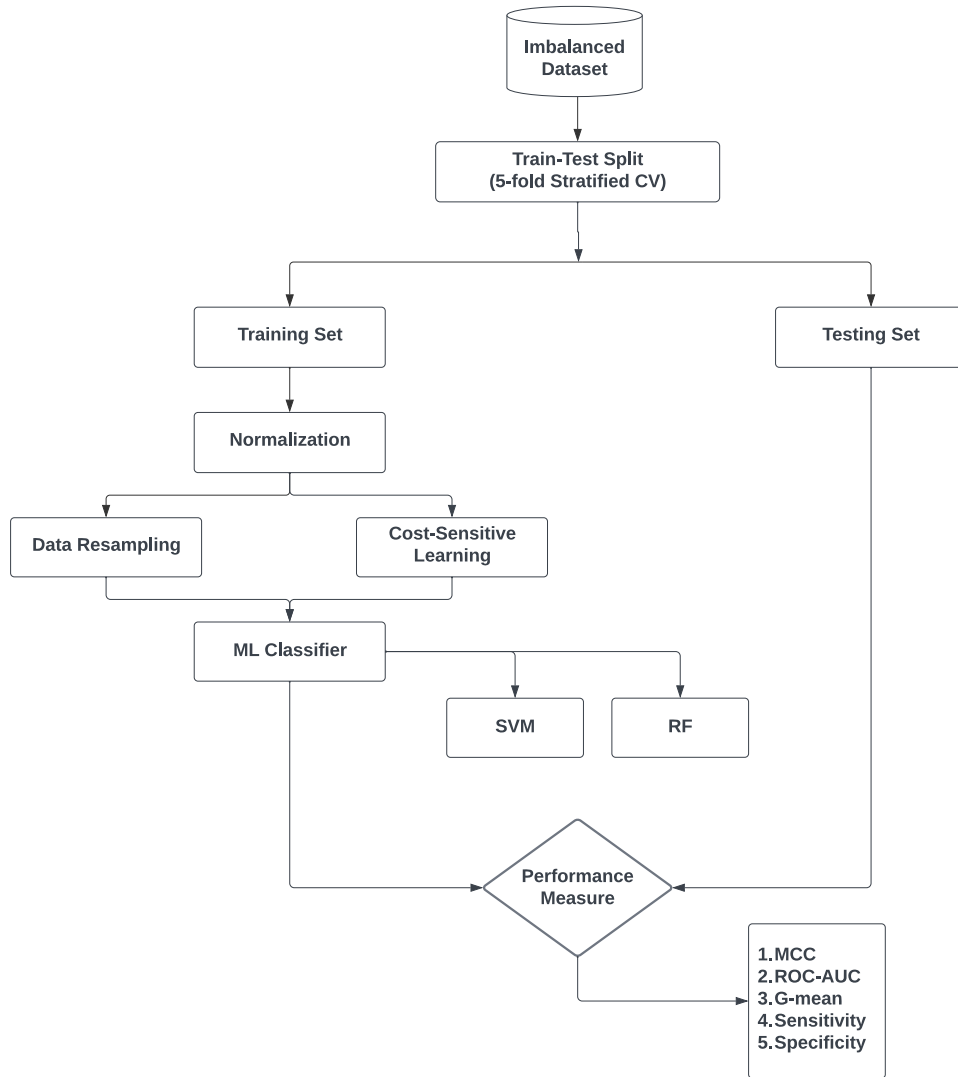 Imbalanced
Dataset
Train-Test Split
(5-fold Stratified CV)
Training Set
Testing Set
Normalization
Data Resampling
Cost-Sensitive
Learning
ML Classifier
SVM
RF
Performance
Measure
1.MCC
2.ROC-AUC
3.G-mean
4.Sensitivity
5.Specificity